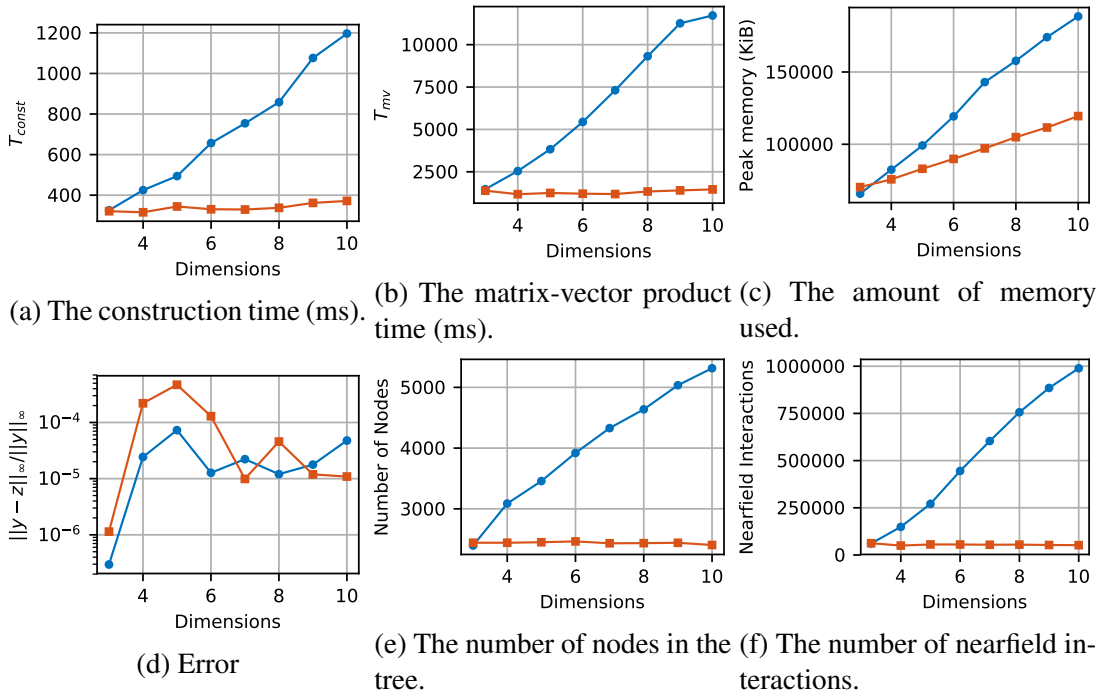 1200
1000
800
600
400
T_const
4 6 8 10
Dimensions
(a) The construction time (ms).
10000
7500
5000
2500
T_mv
4 6 8 10
Dimensions
(b) The matrix-vector product
time (ms).
150000
100000
Peak memory (KiB)
4 6 8 10
Dimensions
(c) The amount of memory
used.
10⁻⁴
10⁻⁵
10⁻⁶
||y − z||∞/||y||∞
4 6 8 10
Dimensions
(d) Error
5000
4000
3000
Number of Nodes
4 6 8 10
Dimensions
(e) The number of nodes in the
tree.
1000000
750000
500000
250000
0
Nearfield Interactions
4 6 8 10
Dimensions
(f) The number of nearfield in-
teractions.